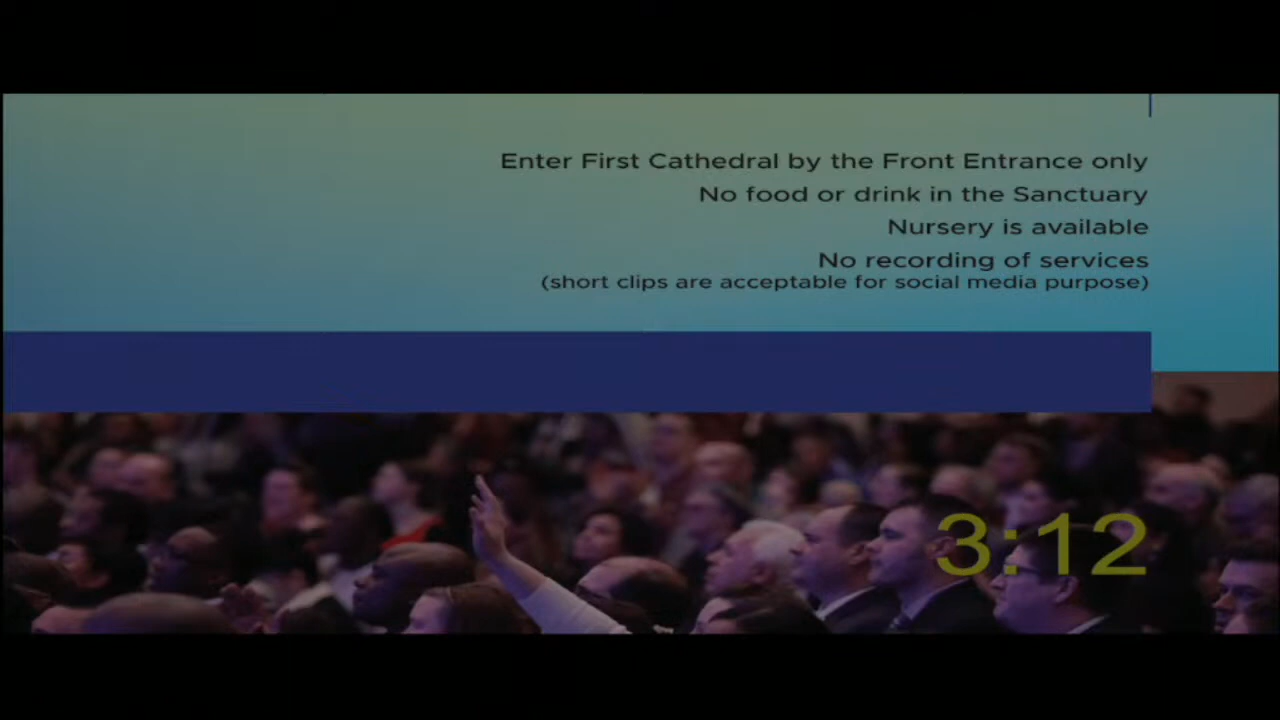 Enter First Cathedral by the Front Entrance only
No food or drink in the Sanctuary
Nursery is available
No recording of services
(short clips are acceptable for social media purpose)
3:12